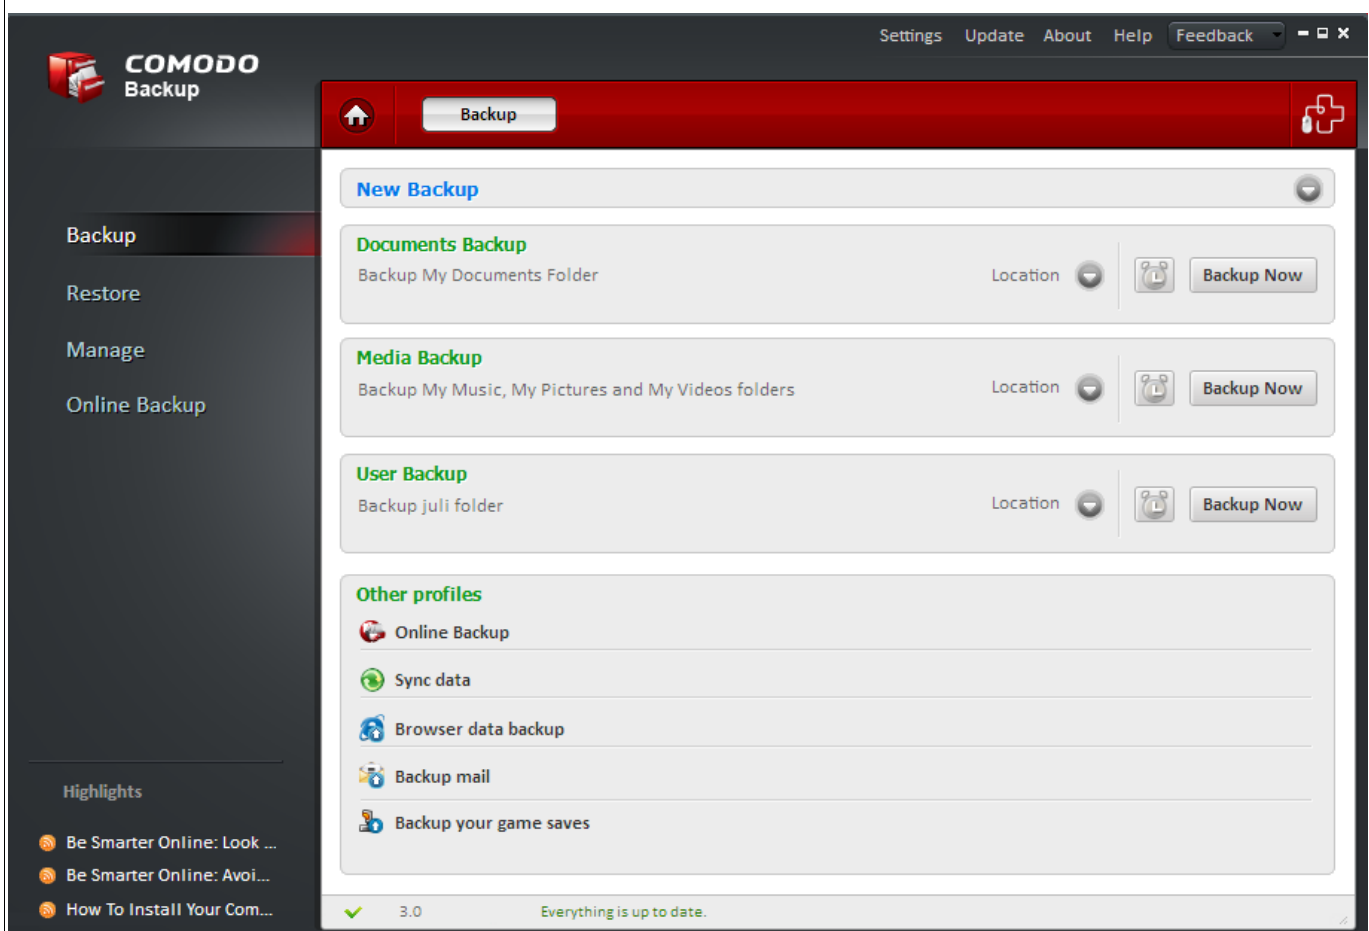 Settings Update About Help Feedback
COMODO
Backup
Backup
New Backup
Backup
Restore
Manage
Online Backup
Documents Backup
Backup My Documents Folder
Location
Backup Now
Media Backup
Backup My Music, My Pictures and My Videos folders
Location
Backup Now
User Backup
Backup juli folder
Location
Backup Now
Other profiles
Online Backup
Sync data
Browser data backup
Backup mail
Backup your game saves
Highlights
Be Smarter Online: Look ...
Be Smarter Online: Avoi...
How To Install Your Com...
3.0 Everything is up to date.